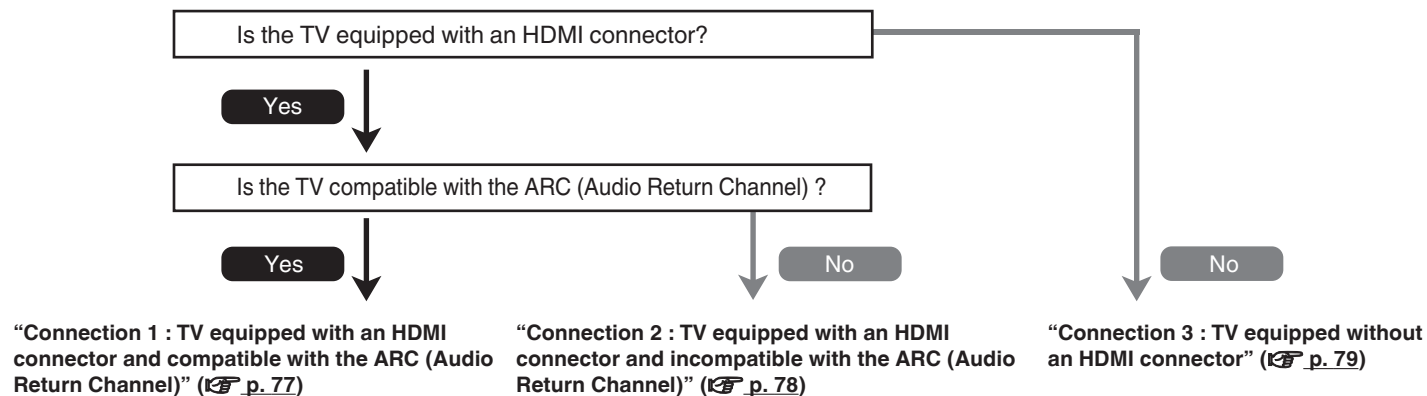 Is the TV equipped with an HDMI connector?
Yes
Is the TV compatible with the ARC (Audio Return Channel) ?
Yes
No
No
“Connection 1 : TV equipped with an HDMI
connector and compatible with the ARC (Audio
Return Channel)” (☞ p. 77)
“Connection 2 : TV equipped with an HDMI
connector and incompatible with the ARC (Audio
Return Channel)” (☞ p. 78)
“Connection 3 : TV equipped without
an HDMI connector” (☞ p. 79)